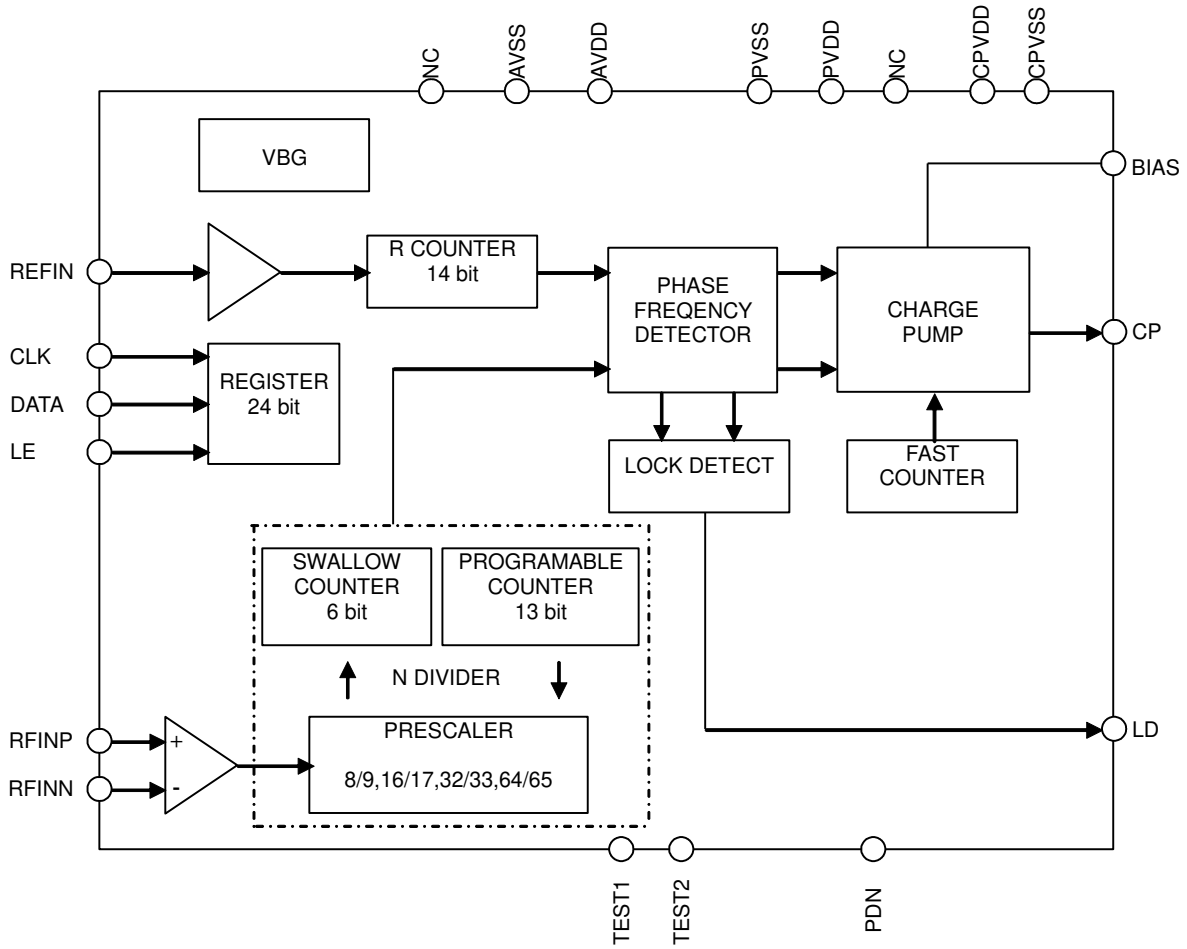 NC
AVSS
AVDD
PVSS
PVDD
NC
CPVDD
CPVSS
VBG
BIAS
REFIN
R COUNTER
14 bit
PHASE
FREQENCY
DETECTOR
CHARGE
PUMP
CP
CLK
DATA
LE
REGISTER
24 bit
LOCK DETECT
FAST
COUNTER
SWALLOW
COUNTER
6 bit
PROGRAMABLE
COUNTER
13 bit
N DIVIDER
RFINP
RFINN
+
-
PRESCALER
8/9,16/17,32/33,64/65
LD
TEST1
TEST2
PDN